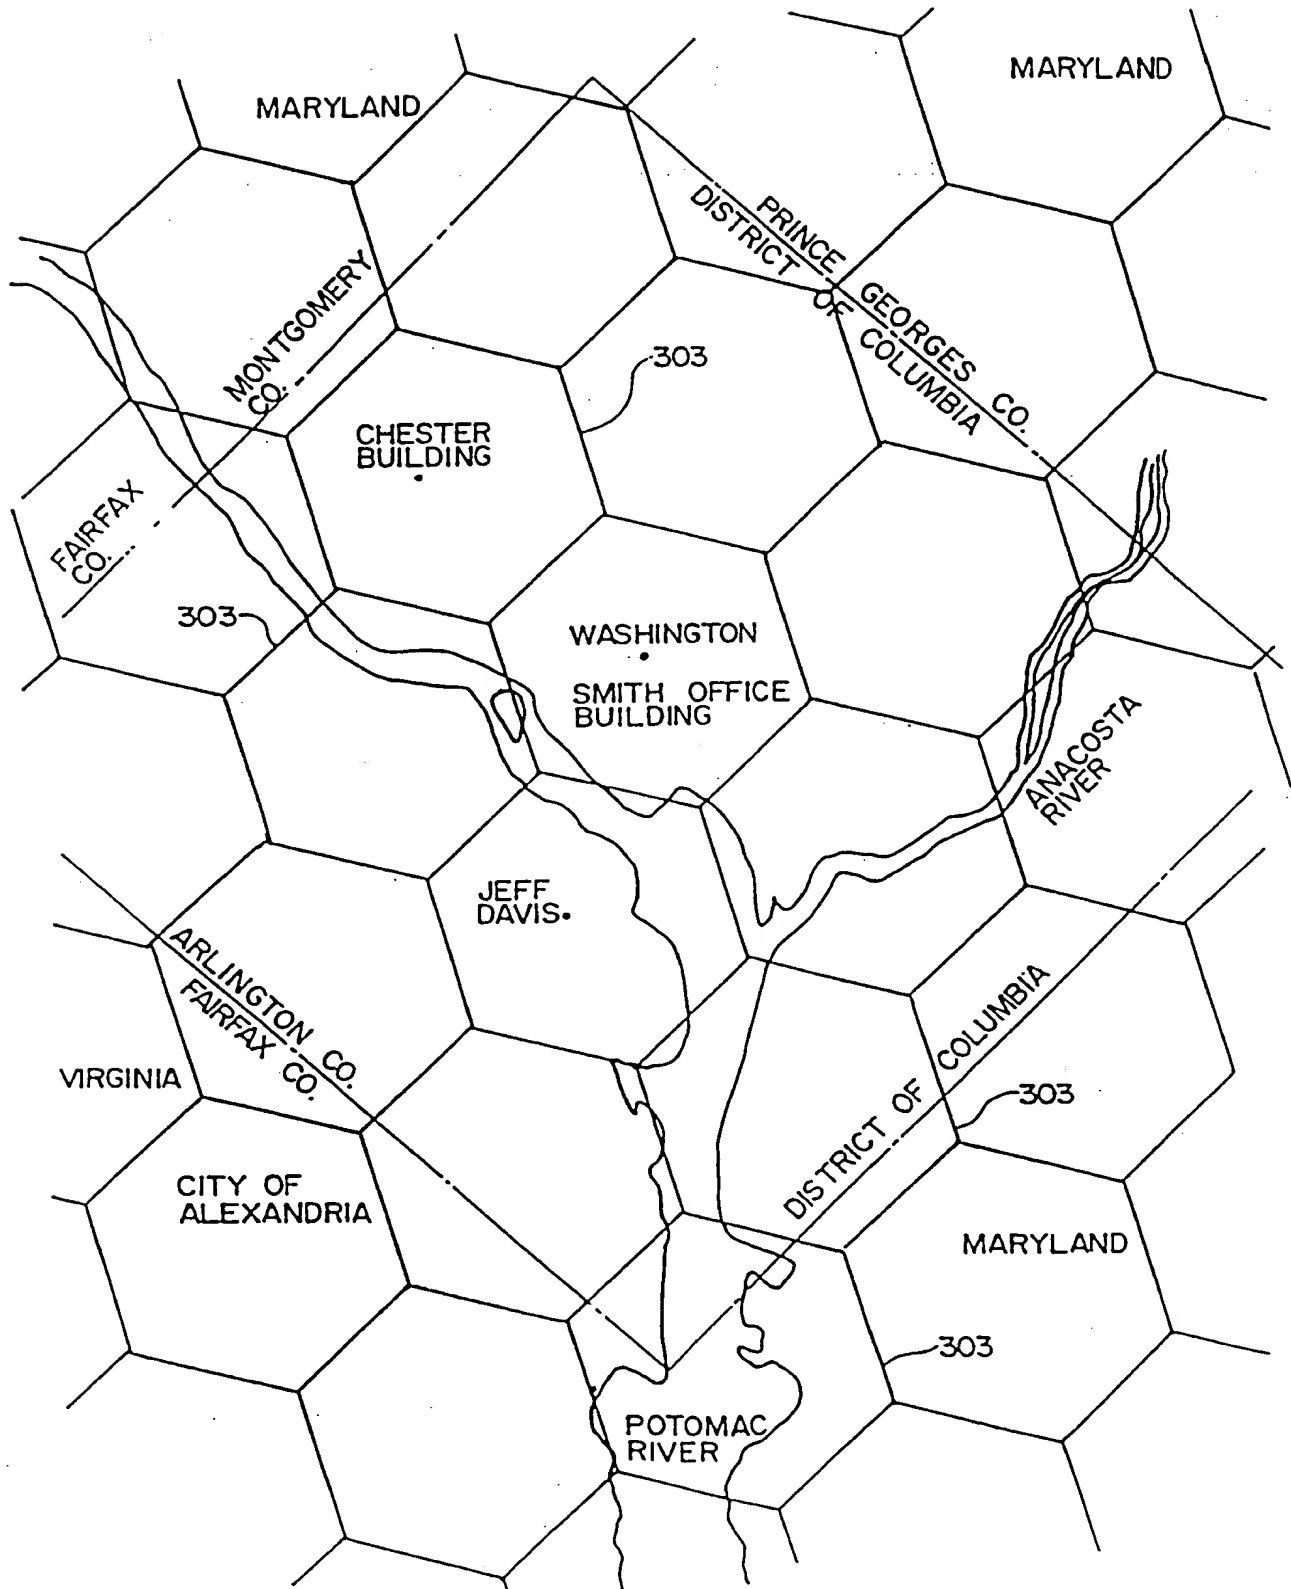 MARYLAND
MARYLAND
PRINCE GEORGES CO.
DISTRICT OF COLUMBIA
MONTGOMERY
CO.
303
CHESTER
BUILDING
FAIRFAX
CO.
303
WASHINGTON
SMITH OFFICE
BUILDING
ANACOSTA
RIVER
JEFF
DAVIS
ARLINGTON CO.
FAIRFAX CO.
VIRGINIA
DISTRICT OF COLUMBIA
303
CITY OF
ALEXANDRIA
MARYLAND
303
POTOMAC
RIVER